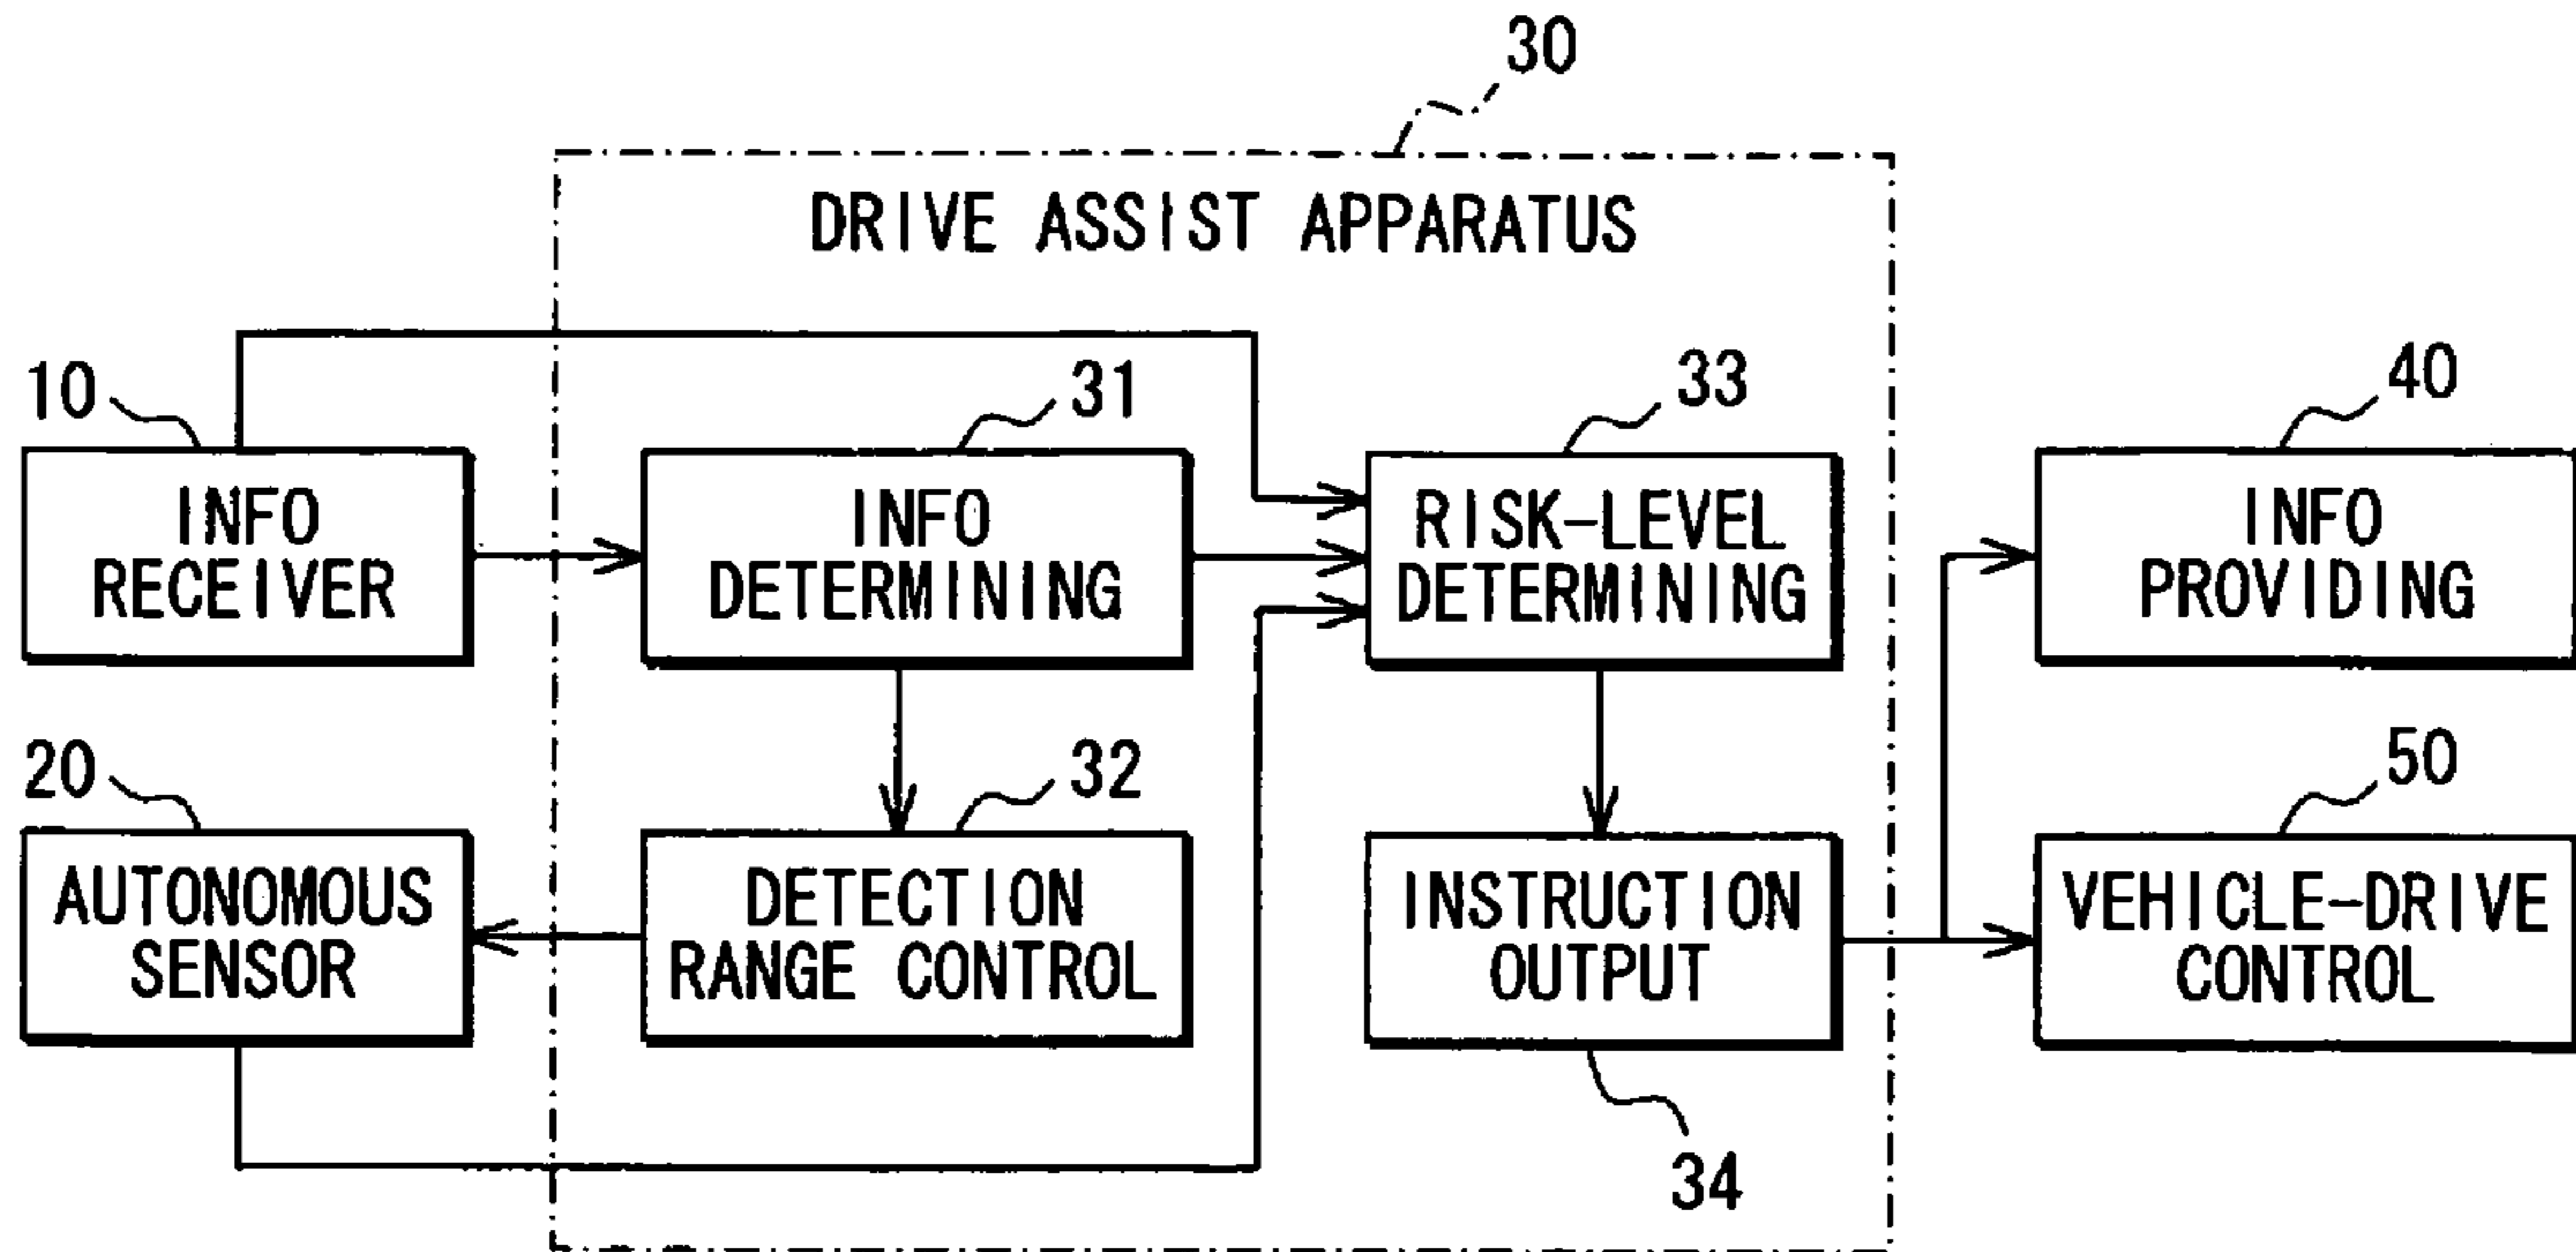 30
DRIVE ASSIST APPARATUS
10
31
33
40
INFO
RECEIVER
INFO
DETERMINING
RISK-LEVEL
DETERMINING
INFO
PROVIDING
20
32
50
AUTONOMOUS
SENSOR
DETECTION
RANGE CONTROL
INSTRUCTION
OUTPUT
VEHICLE-DRIVE
CONTROL
34